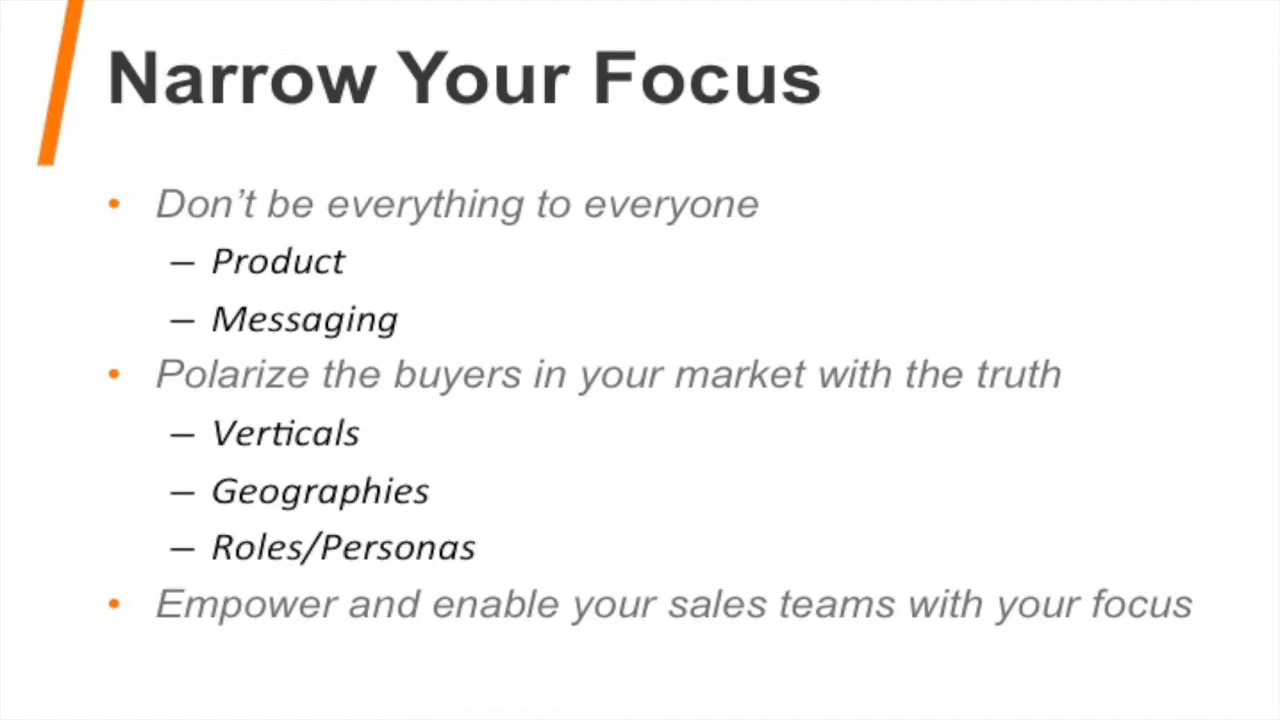 Narrow Your Focus
• Don’t be everything to everyone
– Product
– Messaging
• Polarize the buyers in your market with the truth
– Verticals
– Geographies
– Roles/Personas
• Empower and enable your sales teams with your focus